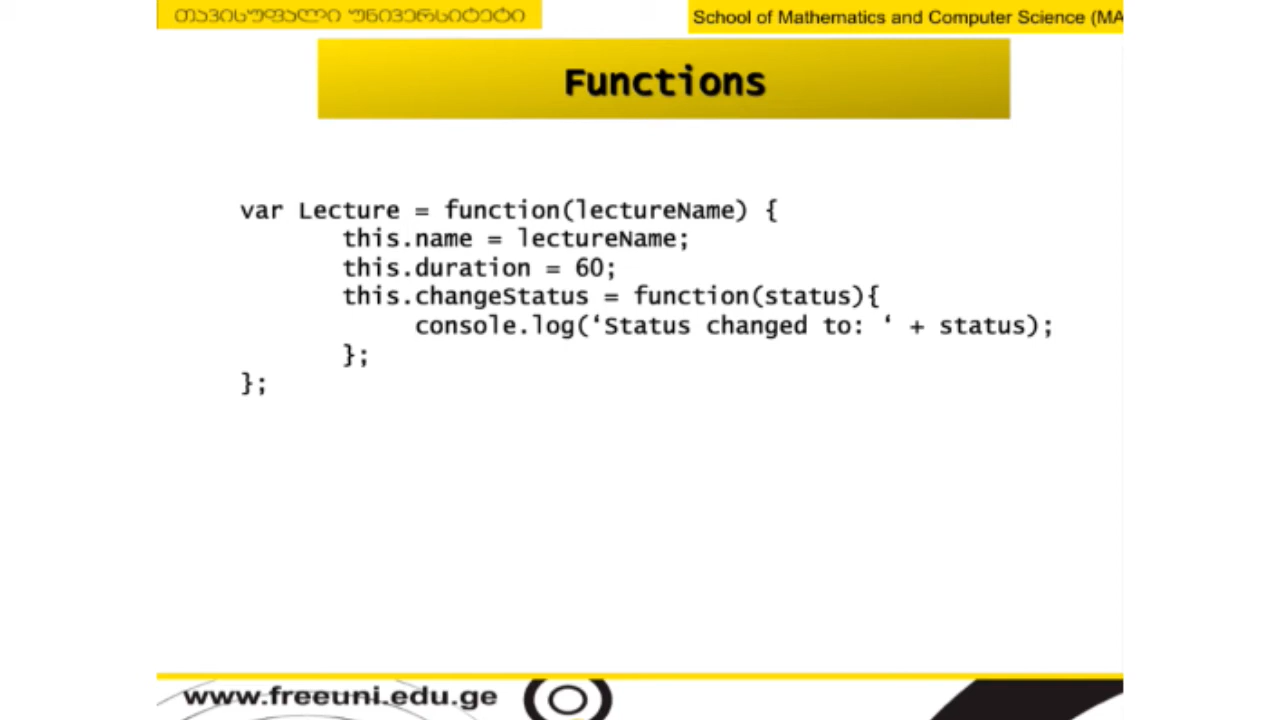 თავისუფალი უნივერსიტეტი
School of Mathematics and Computer Science (MA
Functions
var Lecture = function(lectureName) {
this.name = lectureName;
this.duration = 60;
this.changeStatus = function(status){
console.log(‘Status changed to: ‘ + status);
};
};
www.freeuni.edu.ge